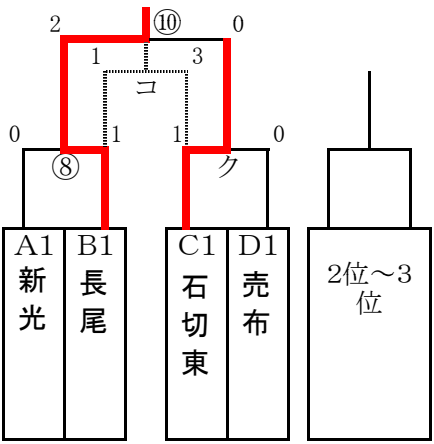 2 ⑩ 0
1 3
コ
0 1 1 0
⑧ ク
A1 B1 C1 D1
新光 長尾 石切東 売布
2位～3
位